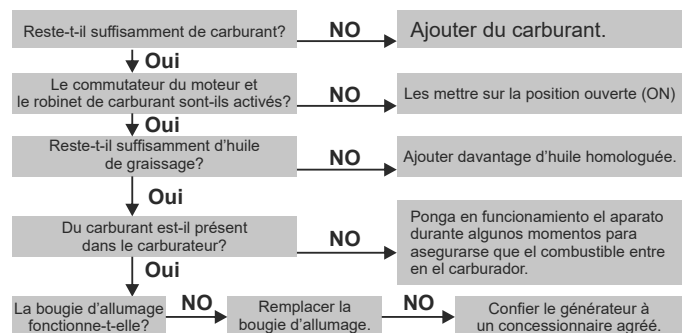 Reste-t-il suffisamment de carburant?
NO
Ajouter du carburant.
Oui
Le commutateur du moteur et
le robinet de carburant sont-ils activés?
NO
Les mettre sur la position ouverte (ON)
Oui
Reste-t-il suffisamment d'huile
de graissage?
NO
Ajouter davantage d'huile homologuée.
Oui
Du carburant est-il présent
dans le carburateur?
NO
Ponga en funcionamiento el aparato
durante algunos momentos para
asegurarse que el combustible entre
en el carburador.
Oui
La bougie d'allumage
fonctionne-t-elle?
NO
Remplacer la
bougie d'allumage.
NO
Confier le générateur à
un concessionnaire agréé.